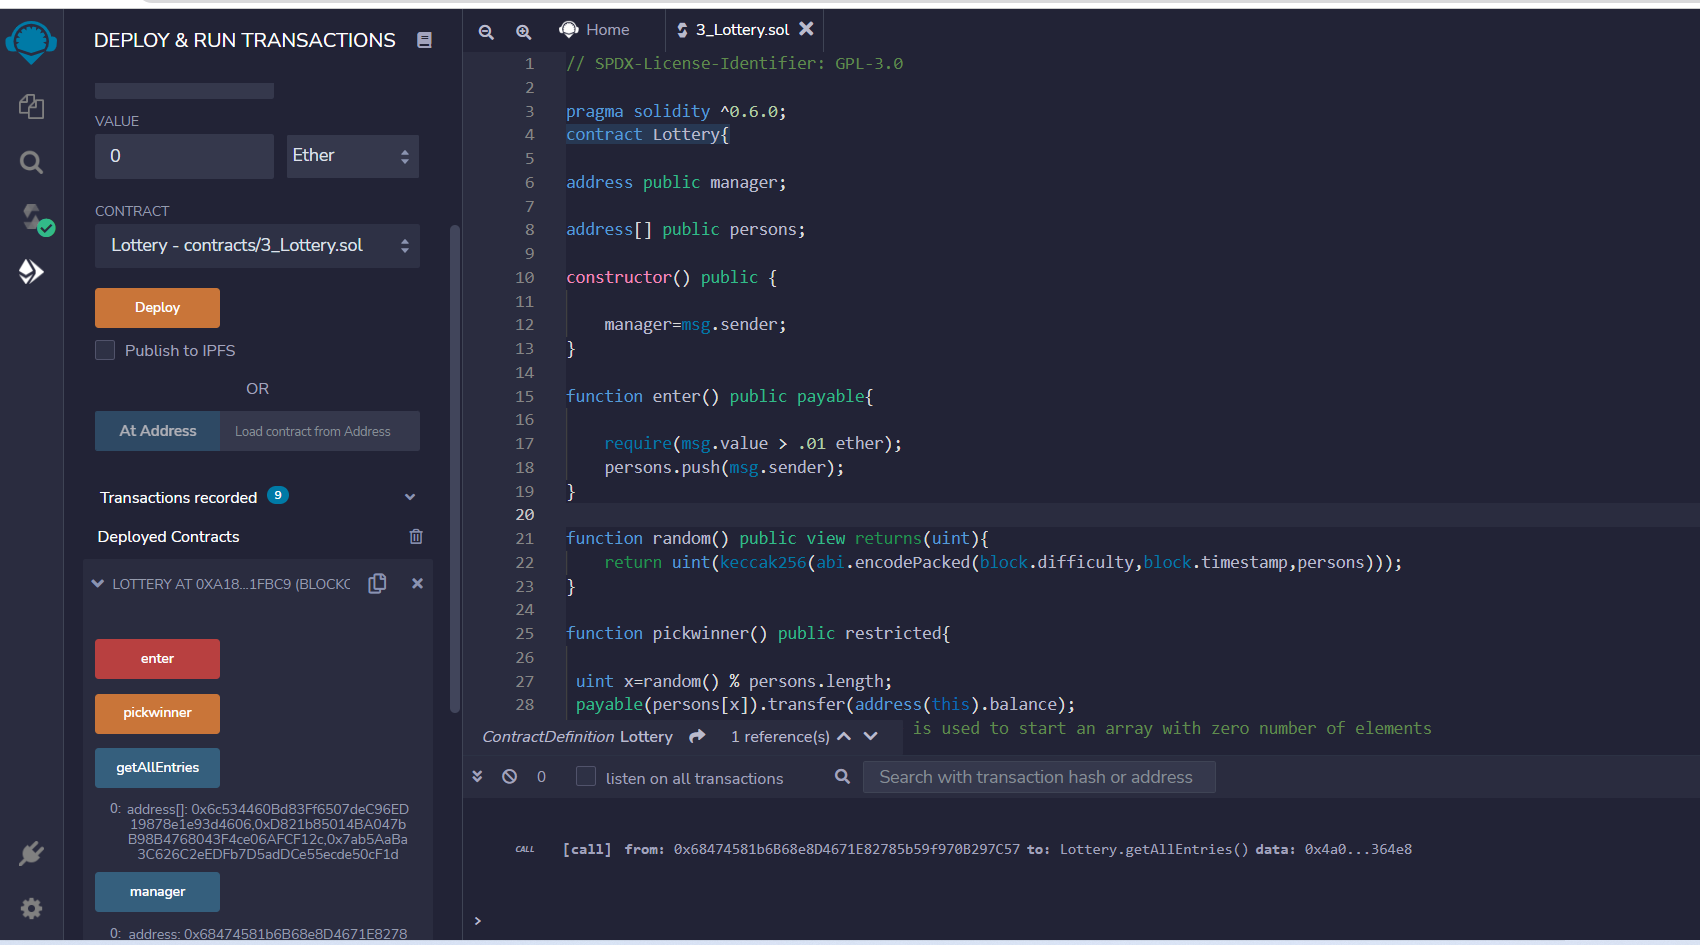 DEPLOY & RUN TRANSACTIONS
VALUE
0
Ether
CONTRACT
Lottery - contracts/3_Lottery.sol
Deploy
Publish to IPFS
OR
At Address
Load contract from Address
Transactions recorded 9
Deployed Contracts
LOTTERY AT 0XA18...1FBC9 (BLOCKC
enter
pickwinner
getAllEntries
0: address[]: 0x6c534460Bd83Ff6507deC96ED
19878e1e93d4606,0xD821b85014BA047b
B98B4768043F4ce06AFCF12c,0x7ab5AaBa
3C626C2eEDFb7D5adDCe55ecde50cF1d
manager
0: address: 0x68474581b6B68e8D4671E8278
Home
3_Lottery.sol
1 // SPDX-License-Identifier: GPL-3.0
2
3 pragma solidity ^0.6.0;
4 contract Lottery{
5
6 address public manager;
7
8 address[] public persons;
9
10 constructor() public {
11
12 manager=msg.sender;
13 }
14
15 function enter() public payable{
16
17 require(msg.value > .01 ether);
18 persons.push(msg.sender);
19 }
20
21 function random() public view returns(uint){
22 return uint(keccak256(abi.encodePacked(block.difficulty,block.timestamp,persons)));
23 }
24
25 function pickwinner() public restricted{
26
27 uint x=random() % persons.length;
28 payable(persons[x]).transfer(address(this).balance);
is used to start an array with zero number of elements
ContractDefinition Lottery 1 reference(s)
0 listen on all transactions Search with transaction hash or address
CALL [call] from: 0x68474581b6B68e8D4671E82785b59f970B297C57 to: Lottery.getAllEntries() data: 0x4a0...364e8
>